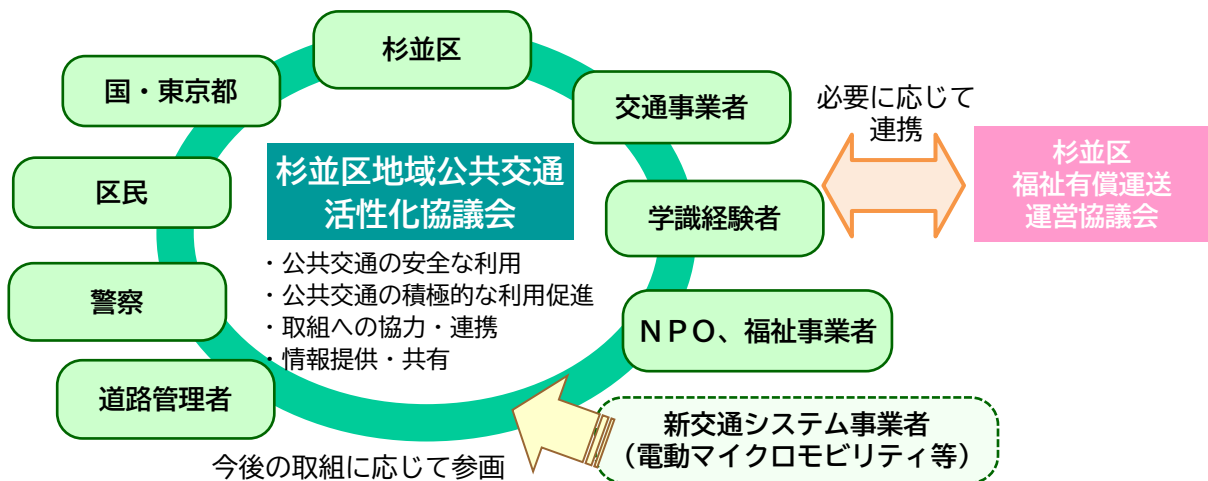 杉並区
国・東京都
交通事業者
必要に応じて
連携
区民
杉並区地域公共交通
活性化協議会
学識経験者
杉並区
福祉有償運送
運営協議会
・公共交通の安全な利用
・公共交通の積極的な利用促進
・取組への協力・連携
・情報提供・共有
警察
ＮＰＯ、福祉事業者
道路管理者
新交通システム事業者
（電動マイクロモビリティ等）
今後の取組に応じて参画